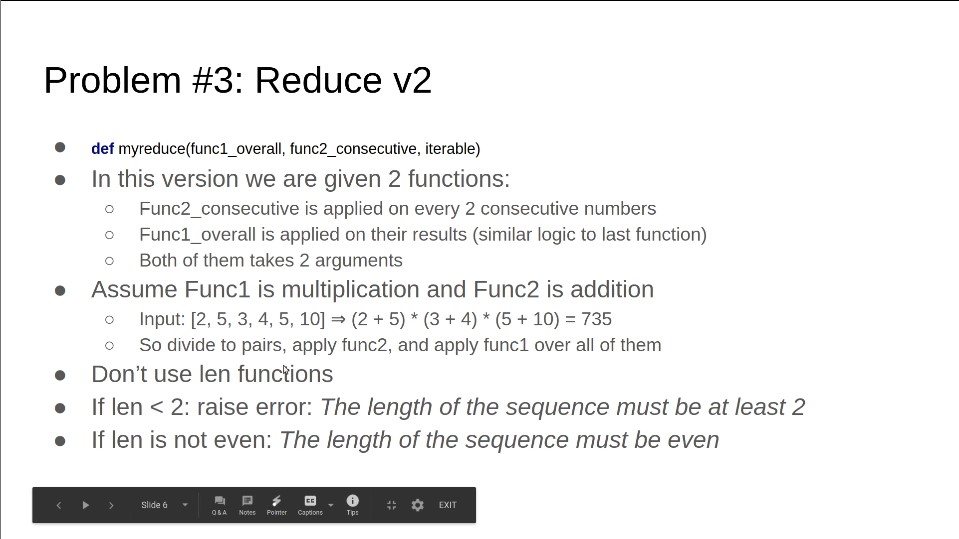 Problem #3: Reduce v2
● def myreduce(func1_overall, func2_consecutive, iterable)
● In this version we are given 2 functions:
○ Func2_consecutive is applied on every 2 consecutive numbers
○ Func1_overall is applied on their results (similar logic to last function)
○ Both of them takes 2 arguments
● Assume Func1 is multiplication and Func2 is addition
○ Input: [2, 5, 3, 4, 5, 10] ⇒ (2 + 5) * (3 + 4) * (5 + 10) = 735
○ So divide to pairs, apply func2, and apply func1 over all of them
● Don’t use len functions
● If len < 2: raise error: The length of the sequence must be at least 2
● If len is not even: The length of the sequence must be even
Slide 6 Q&A Notes Pointer Captions Tips EXIT